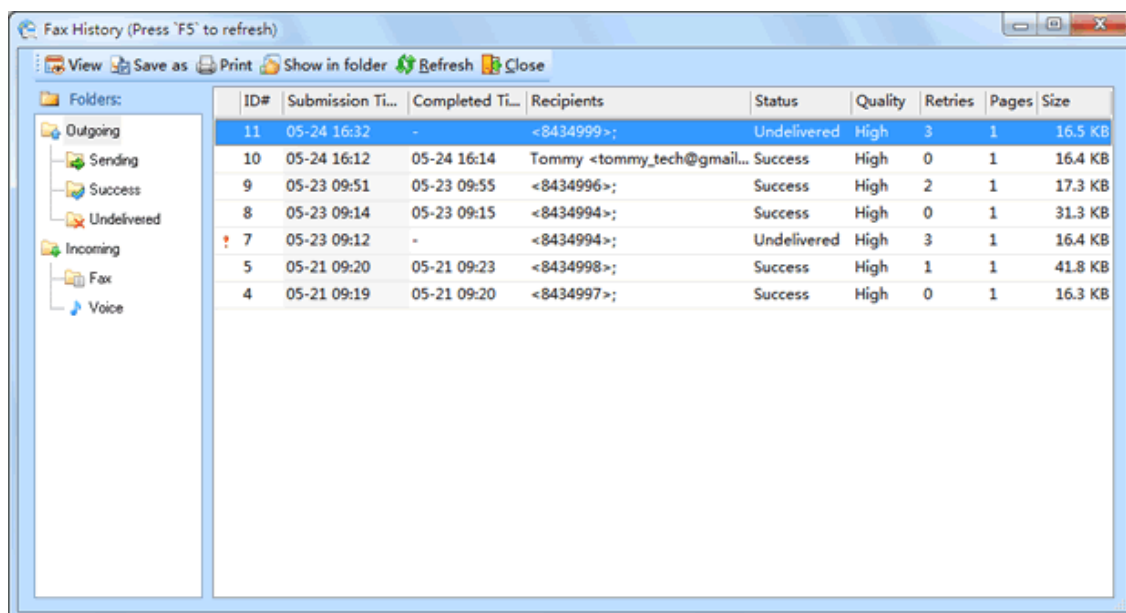 Fax History (Press `F5` to refresh)
View Save as Print Show in folder Refresh Close
Folders:
Outgoing
Sending
Success
Undelivered
Incoming
Fax
Voice
ID# Submission Ti... Completed Ti... Recipients Status Quality Retries Pages Size
11 05-24 16:32 - <8434999>; Undelivered High 3 1 16.5 KB
10 05-24 16:12 05-24 16:14 Tommy <tommy_tech@gmail... Success High 0 1 16.4 KB
9 05-23 09:51 05-23 09:55 <8434996>; Success High 2 1 17.3 KB
8 05-23 09:14 05-23 09:15 <8434994>; Success High 0 1 31.3 KB
7 05-23 09:12 - <8434994>; Undelivered High 3 1 16.4 KB
5 05-21 09:20 05-21 09:23 <8434998>; Success High 1 1 41.8 KB
4 05-21 09:19 05-21 09:20 <8434997>; Success High 0 1 16.3 KB